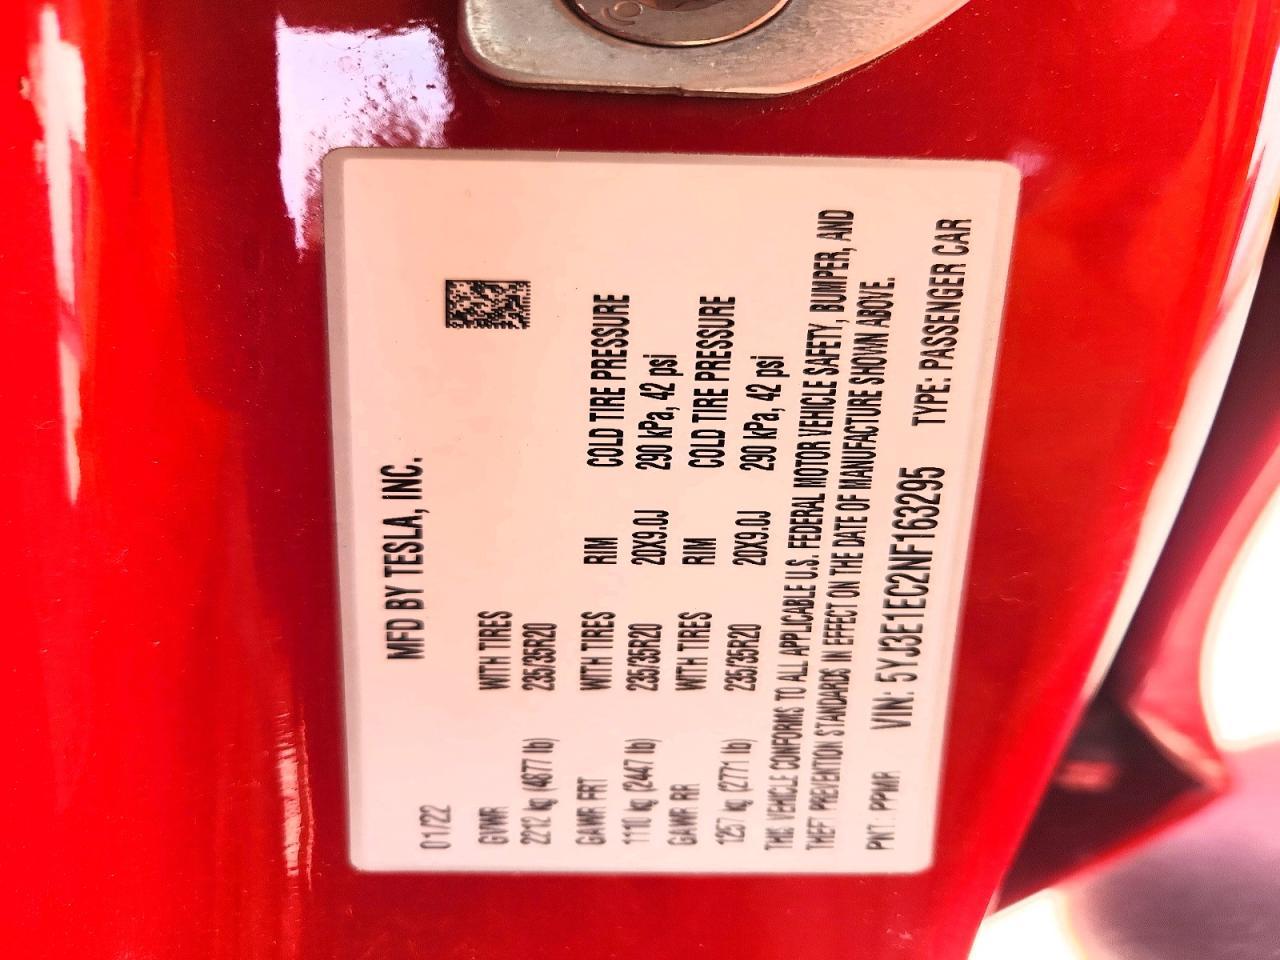 MFD BY TESLA, INC.
01/22
GVWR WITH TIRES
2212 kg (4877 lb) 235/35R20
GAWR FRT WITH TIRES RIM COLD TIRE PRESSURE
1110 kg (2447 lb) 235/35R20 20X9.0J 290 kPa, 42 psi
GAWR RR WITH TIRES RIM COLD TIRE PRESSURE
1257 kg (2771 lb) 235/35R20 20X9.0J 290 kPa, 42 psi
THIS VEHICLE CONFORMS TO ALL APPLICABLE U.S. FEDERAL MOTOR VEHICLE SAFETY, BUMPER, AND
THEFT PREVENTION STANDARDS IN EFFECT ON THE DATE OF MANUFACTURE SHOWN ABOVE.
PNT: PPMR VIN: 5YJ3E1EC2NF163295 TYPE: PASSENGER CAR